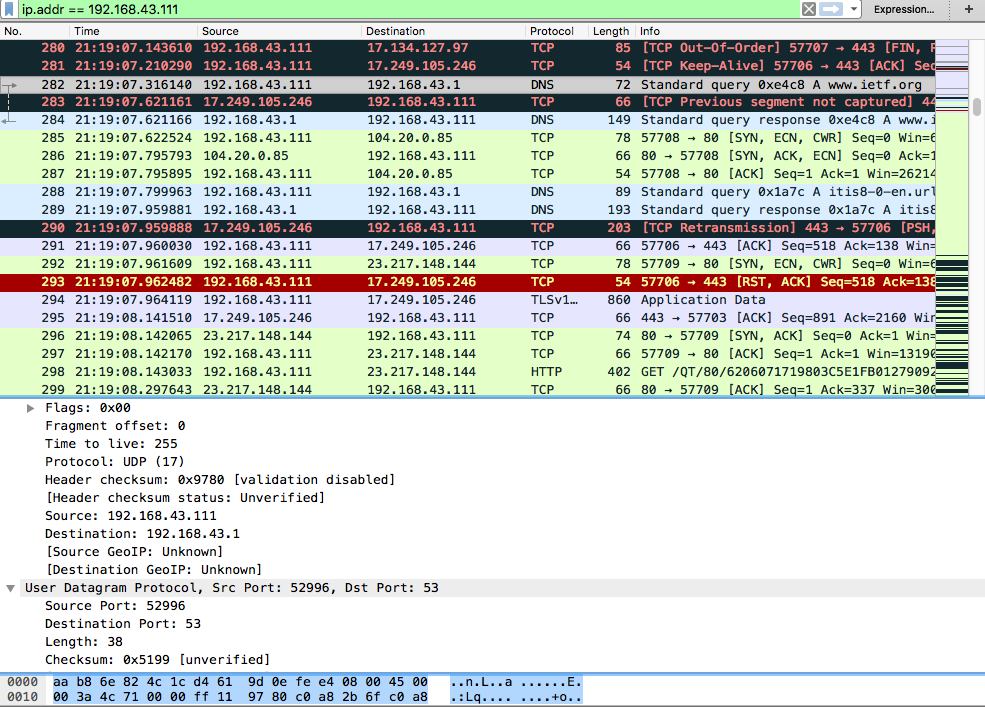 ip.addr == 192.168.43.111 Expression... +
No. Time Source Destination Protocol Length Info
280 21:19:07.143610 192.168.43.111 17.134.127.97 TCP 85 [TCP Out-Of-Order] 57707 → 443 [FIN,
281 21:19:07.210290 192.168.43.111 17.249.105.246 TCP 54 [TCP Keep-Alive] 57706 → 443 [ACK] Sec
282 21:19:07.316140 192.168.43.111 192.168.43.1 DNS 72 Standard query 0xe4c8 A www.ietf.org
283 21:19:07.621161 17.249.105.246 192.168.43.111 TCP 66 [TCP Previous segment not captured] 44
284 21:19:07.621166 192.168.43.1 192.168.43.111 DNS 149 Standard query response 0xe4c8 A www.i
285 21:19:07.622524 192.168.43.111 104.20.0.85 TCP 78 57708 → 80 [SYN, ECN, CWR] Seq=0 Win=6
286 21:19:07.795793 104.20.0.85 192.168.43.111 TCP 66 80 → 57708 [SYN, ACK, ECN] Seq=0 Ack=1
287 21:19:07.795895 192.168.43.111 104.20.0.85 TCP 54 57708 → 80 [ACK] Seq=1 Ack=1 Win=26214
288 21:19:07.799963 192.168.43.111 192.168.43.1 DNS 89 Standard query 0x1a7c A itis8-0-en.url
289 21:19:07.959881 192.168.43.1 192.168.43.111 DNS 193 Standard query response 0x1a7c A itis8
290 21:19:07.959888 17.249.105.246 192.168.43.111 TCP 203 [TCP Retransmission] 443 → 57706 [PSH,
291 21:19:07.960030 192.168.43.111 17.249.105.246 TCP 66 57706 → 443 [ACK] Seq=518 Ack=138 Win=
292 21:19:07.961609 192.168.43.111 23.217.148.144 TCP 78 57709 → 80 [SYN, ECN, CWR] Seq=0 Win=6
293 21:19:07.962482 192.168.43.111 17.249.105.246 TCP 54 57706 → 443 [RST, ACK] Seq=518 Ack=138
294 21:19:07.964119 192.168.43.111 17.249.105.246 TLSv1… 860 Application Data
295 21:19:08.141510 17.249.105.246 192.168.43.111 TCP 66 443 → 57703 [ACK] Seq=891 Ack=2160 Win=
296 21:19:08.142065 23.217.148.144 192.168.43.111 TCP 74 80 → 57709 [SYN, ACK] Seq=0 Ack=1 Win=
297 21:19:08.142170 192.168.43.111 23.217.148.144 TCP 66 57709 → 80 [ACK] Seq=1 Ack=1 Win=13190
298 21:19:08.143033 192.168.43.111 23.217.148.144 HTTP 402 GET /QT/80/6206071719803C5E1FB01279092
299 21:19:08.297643 23.217.148.144 192.168.43.111 TCP 66 80 → 57709 [ACK] Seq=1 Ack=337 Win=300
Flags: 0x00
Fragment offset: 0
Time to live: 255
Protocol: UDP (17)
Header checksum: 0x9780 [validation disabled]
[Header checksum status: Unverified]
Source: 192.168.43.111
Destination: 192.168.43.1
[Source GeoIP: Unknown]
[Destination GeoIP: Unknown]
User Datagram Protocol, Src Port: 52996, Dst Port: 53
Source Port: 52996
Destination Port: 53
Length: 38
Checksum: 0x5199 [unverified]
0000 aa b8 6e 82 4c 1c d4 61 9d 0e fe e4 08 00 45 00 ..n.L..a ......E.
0010 00 3a 4c 71 00 00 ff 11 97 80 c0 a8 2b 6f c0 a8 .:Lq.... ....+o..